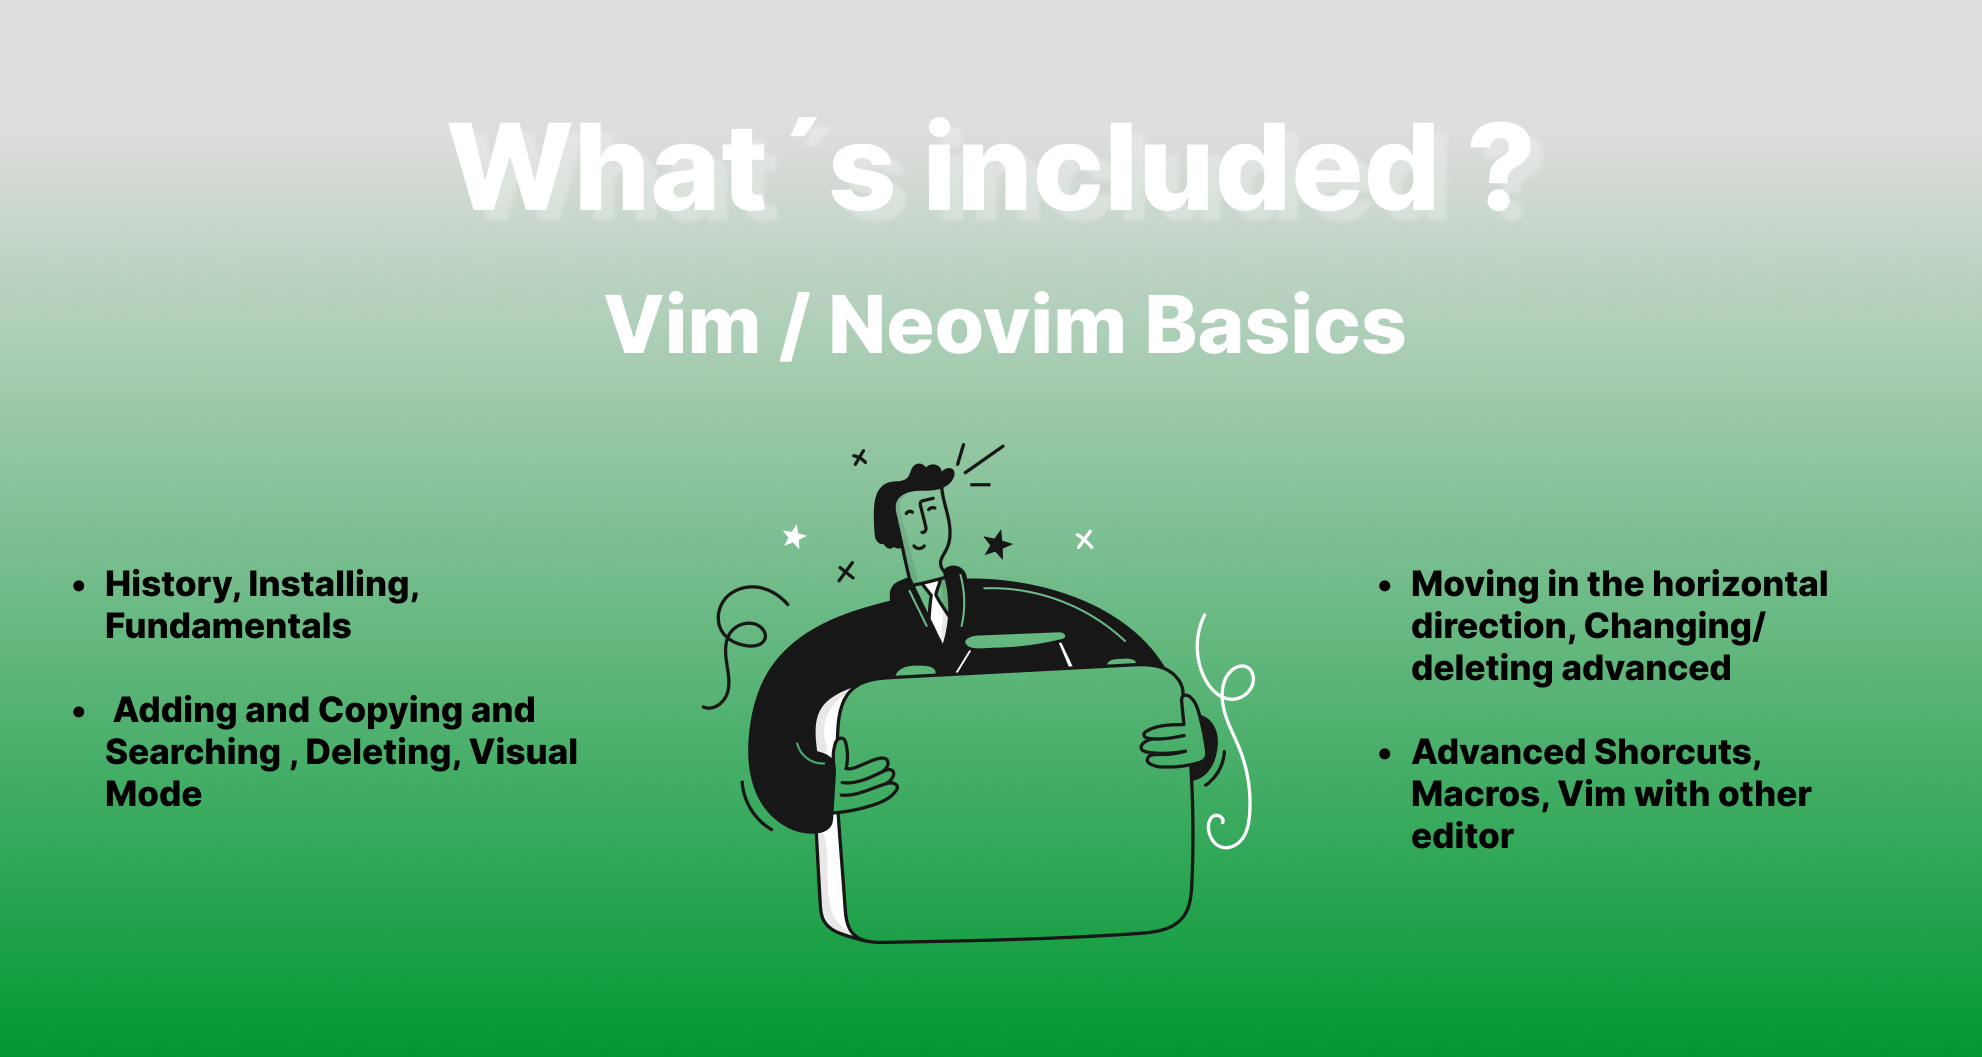 What´s included ?
Vim / Neovim Basics
• History, Installing,
Fundamentals
• Adding and Copying and
Searching , Deleting, Visual
Mode
• Moving in the horizontal
direction, Changing/
deleting advanced
• Advanced Shorcuts,
Macros, Vim with other
editor